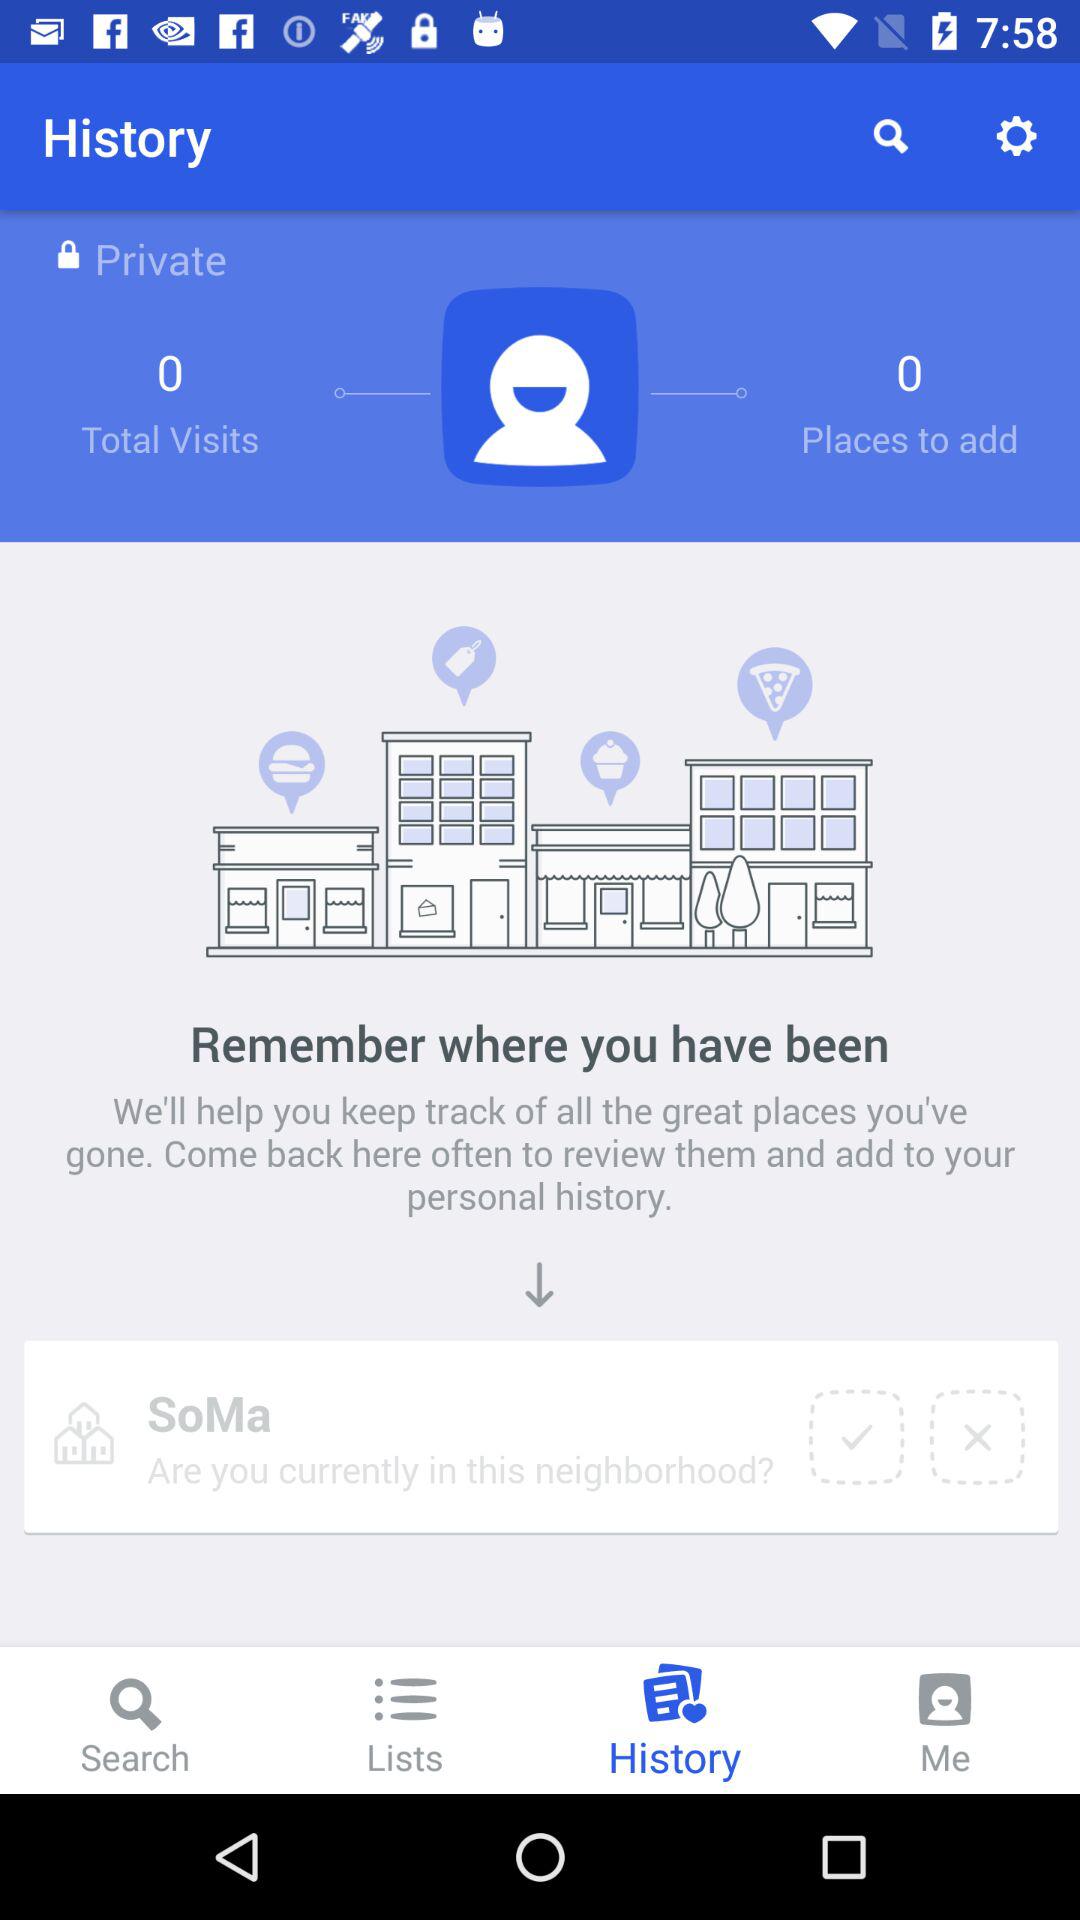 FAKE
7:58
History
Private
0
0
Total Visits
Places to add
Remember where you have been
We'll help you keep track of all the great places you've
gone. Come back here often to review them and add to your
personal history.
SoMa
Are you currently in this neighborhood?
Search
Lists
History
Me